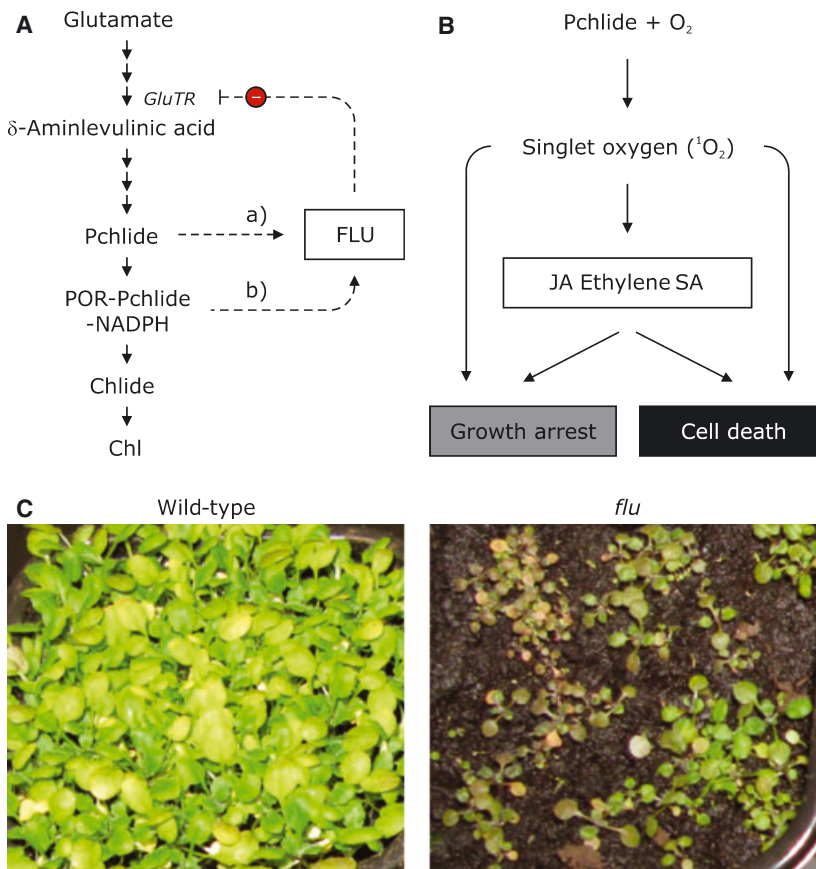 A
Glutamate
GluTR
−
δ-Aminlevulinic acid
a)
Pchlide
FLU
b)
POR-Pchlide
-NADPH
Chlide
Chl
B
Pchlide + O₂
Singlet oxygen (¹O₂)
JA Ethylene SA
Growth arrest
Cell death
C
Wild-type
flu